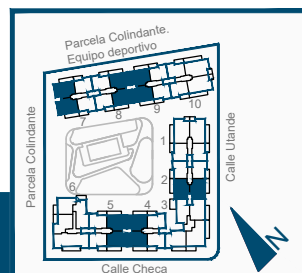 Parcela Colindante.
Equipo deportivo
7
8
9
10
Parcela Colindante
Calle Utande
1
2
3
6
5
4
N
Calle Checa